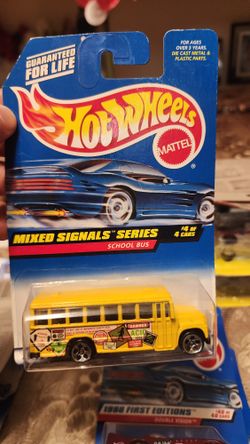 GUARANTEED
FOR LIFE
FOR AGES
OVER 3 YEARS.
DIE CAST METAL &
PLASTIC PARTS.
Hot Wheels
MATTEL
MIXED SIGNALS SERIES
#4 OF
4 CARS
SCHOOL BUS
1998 FIRST EDITIONS
DOUBLE VISION